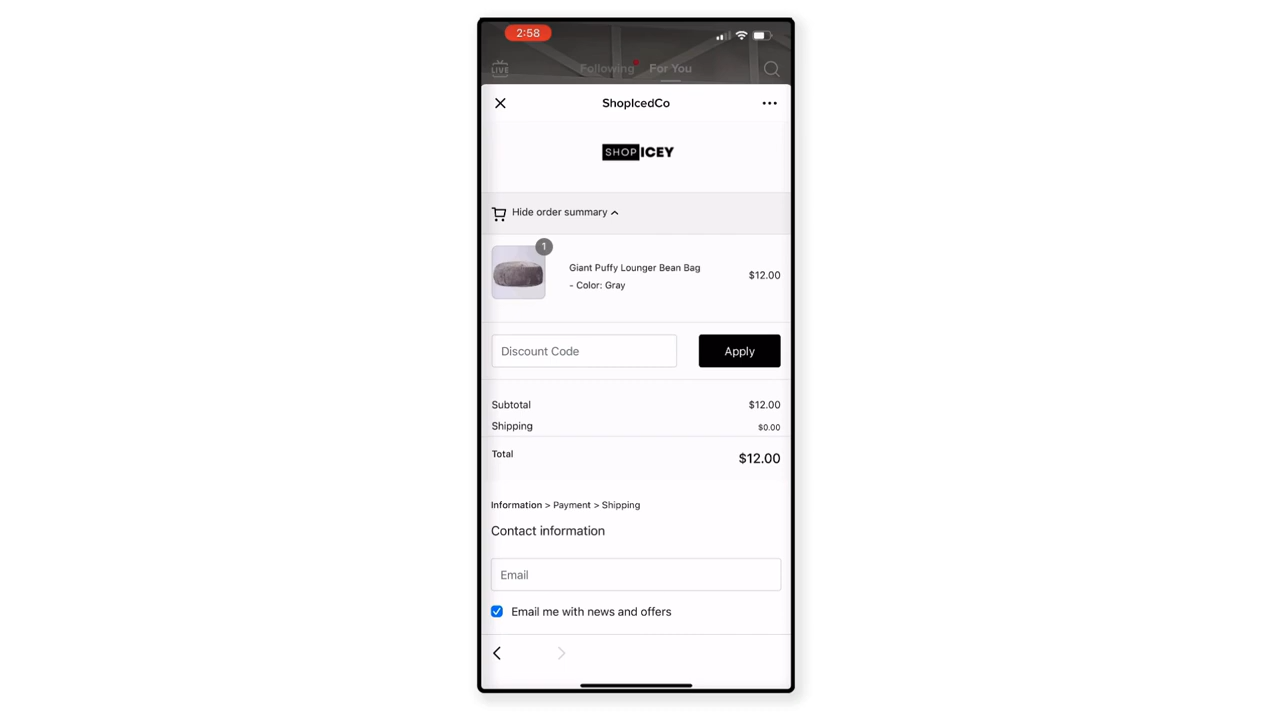 2:58
LIVE
Following For You
ShopIcedCo
SHOP ICEY
Hide order summary
1
Giant Puffy Lounger Bean Bag
- Color: Gray
$12.00
Discount Code
Apply
Subtotal $12.00
Shipping $0.00
Total $12.00
Information > Payment > Shipping
Contact information
Email
Email me with news and offers